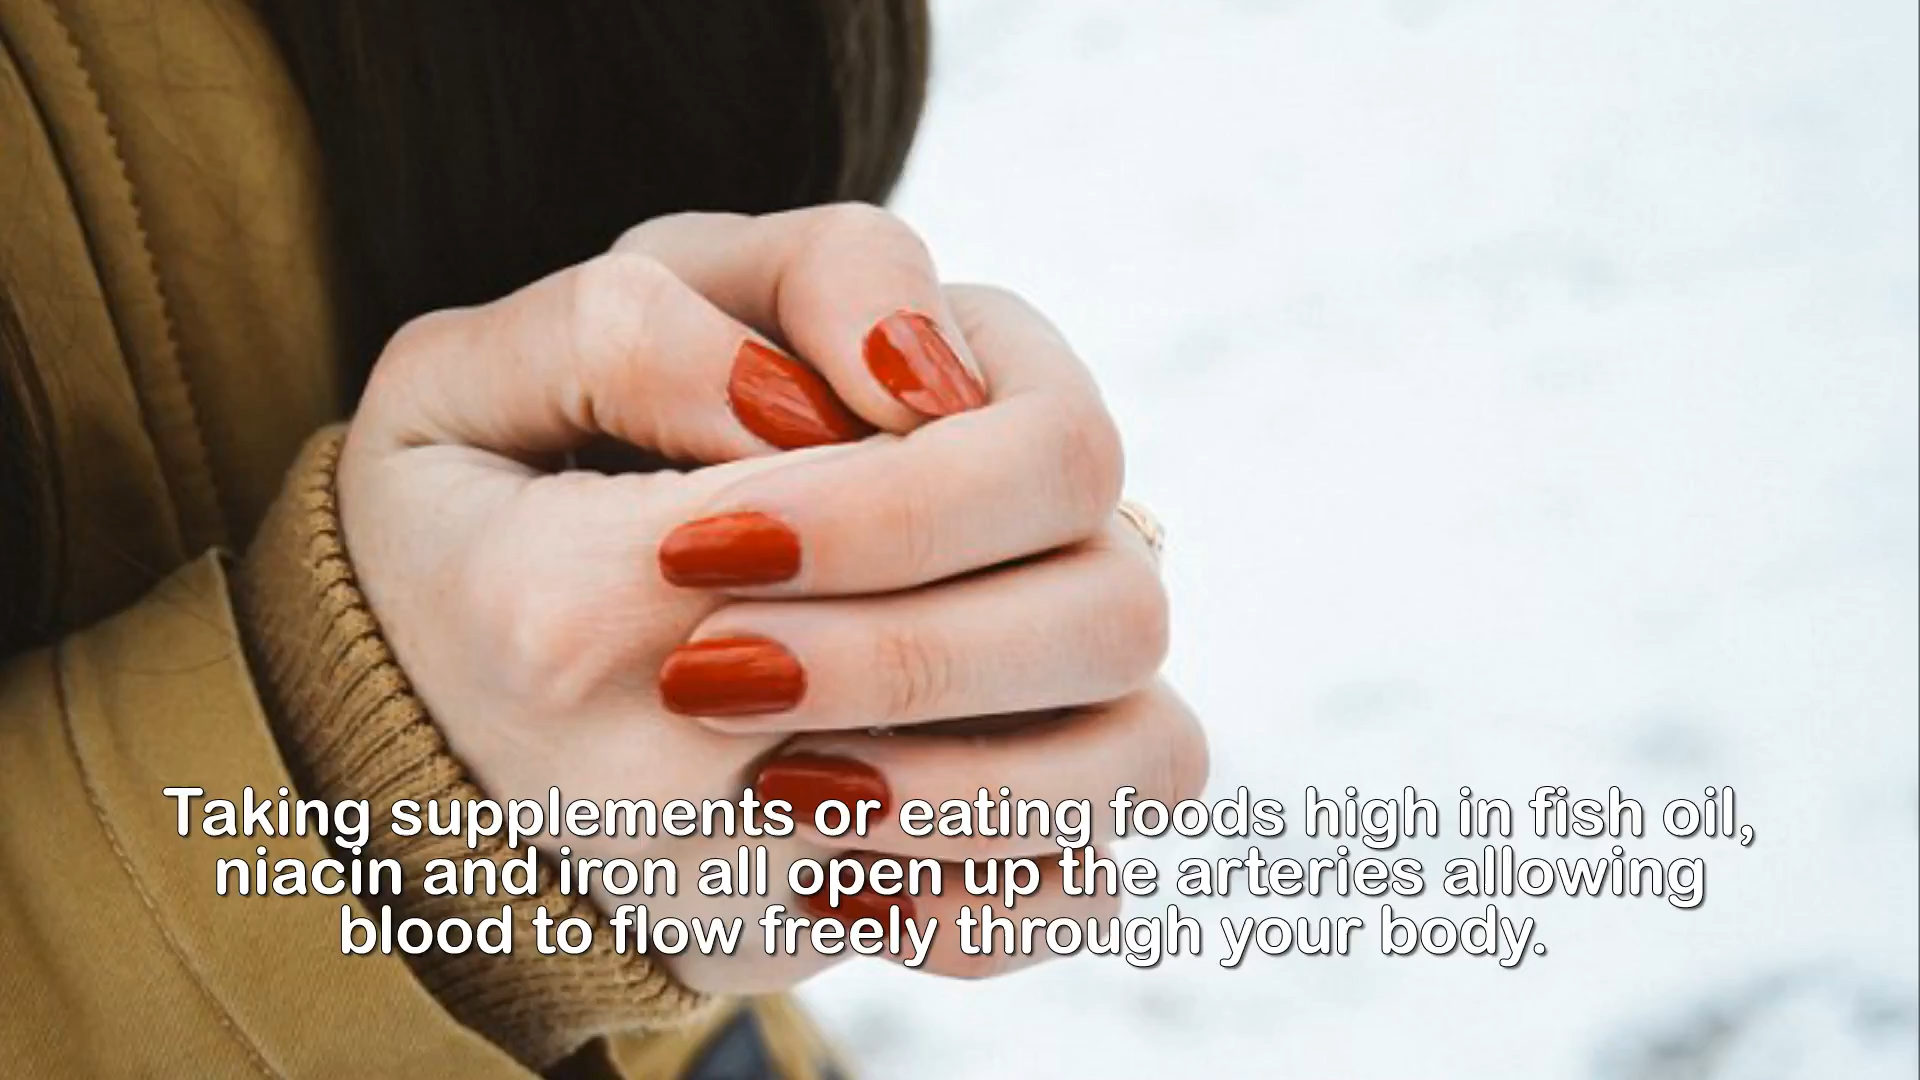 Taking supplements or eating foods high in fish oil,
niacin and iron all open up the arteries allowing
blood to flow freely through your body.